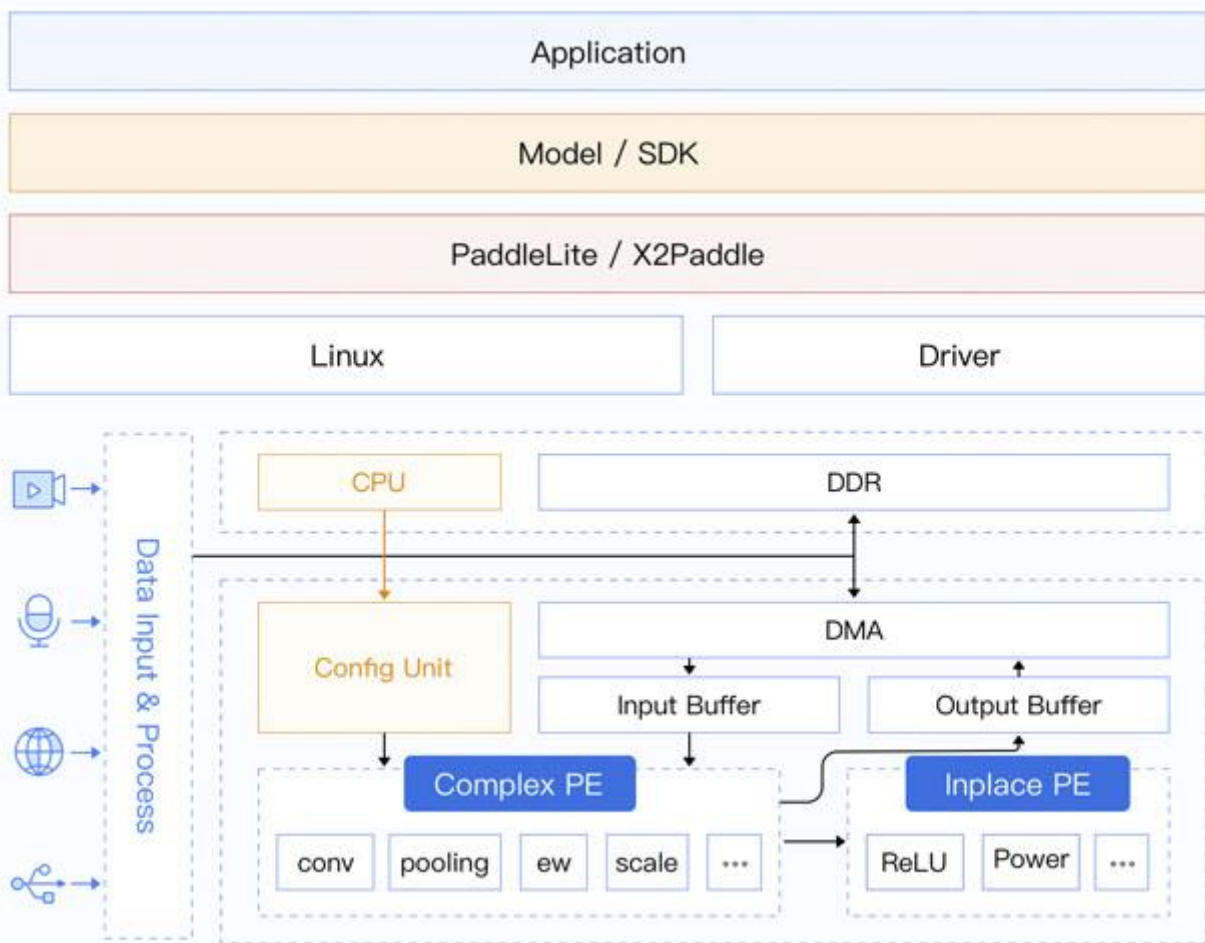 Application
Model / SDK
PaddleLite / X2Paddle
Linux
Driver
Data Input & Process
CPU
DDR
Config Unit
DMA
Input Buffer
Output Buffer
Complex PE
conv
pooling
ew
scale
•••
Inplace PE
ReLU
Power
•••